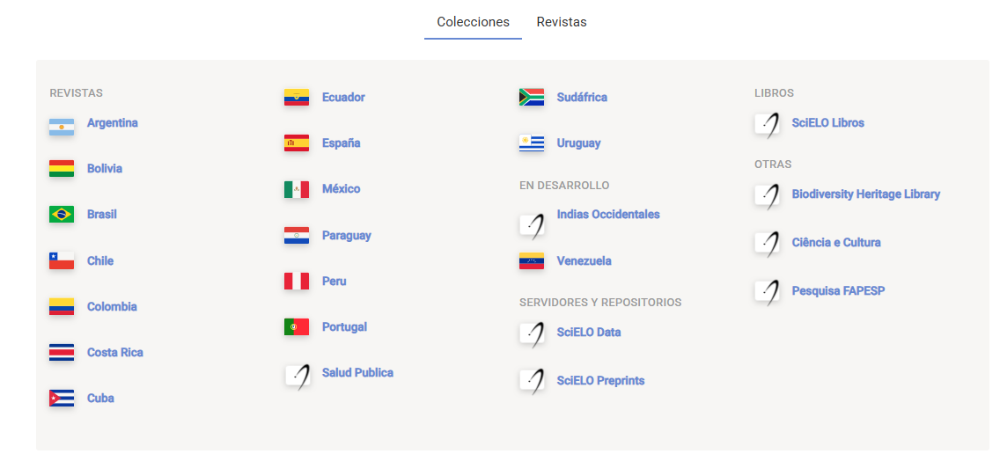 Colecciones
Revistas
REVISTAS
Argentina
Bolivia
Brasil
Chile
Colombia
Costa Rica
Cuba
Ecuador
España
México
Paraguay
Peru
Portugal
Salud Publica
Sudáfrica
Uruguay
EN DESARROLLO
Indias Occidentales
Venezuela
SERVIDORES Y REPOSITORIOS
SciELO Data
SciELO Preprints
LIBROS
SciELO Libros
OTRAS
Biodiversity Heritage Library
Ciência e Cultura
Pesquisa FAPESP